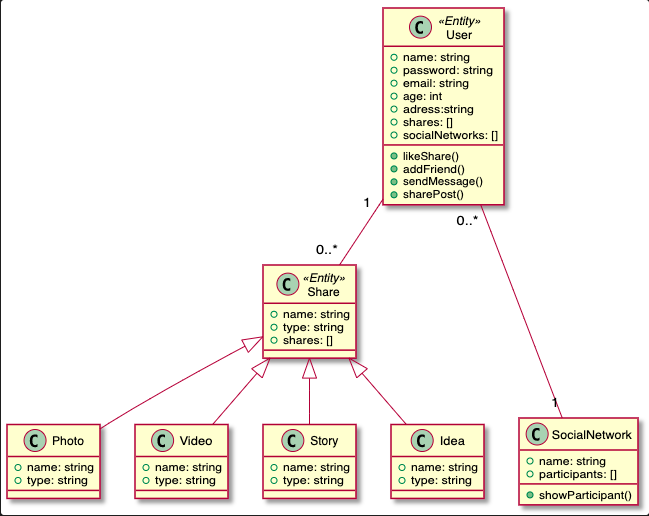 C «Entity»
User
name: string
password: string
email: string
age: int
adress:string
shares: []
socialNetworks: []
likeShare()
addFriend()
sendMessage()
sharePost()
1
0..*
0..*
C «Entity»
Share
name: string
type: string
shares: []
1
C Photo
name: string
type: string
C Video
name: string
type: string
C Story
name: string
type: string
C Idea
name: string
type: string
C SocialNetwork
name: string
participants: []
showParticipant()